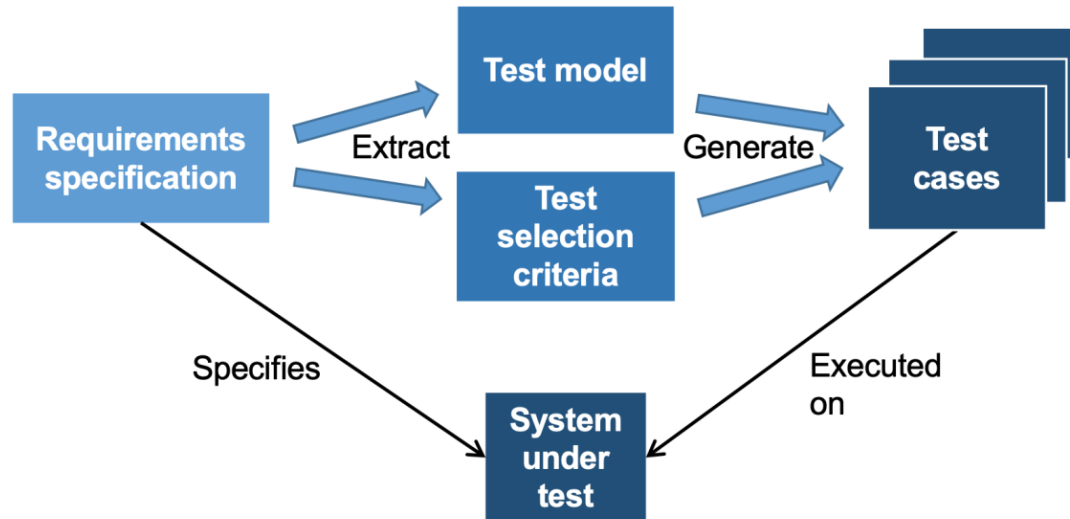 Test model
Requirements
specification
Extract
Generate
Test
cases
Test
selection
criteria
Specifies
Executed
on
System
under
test